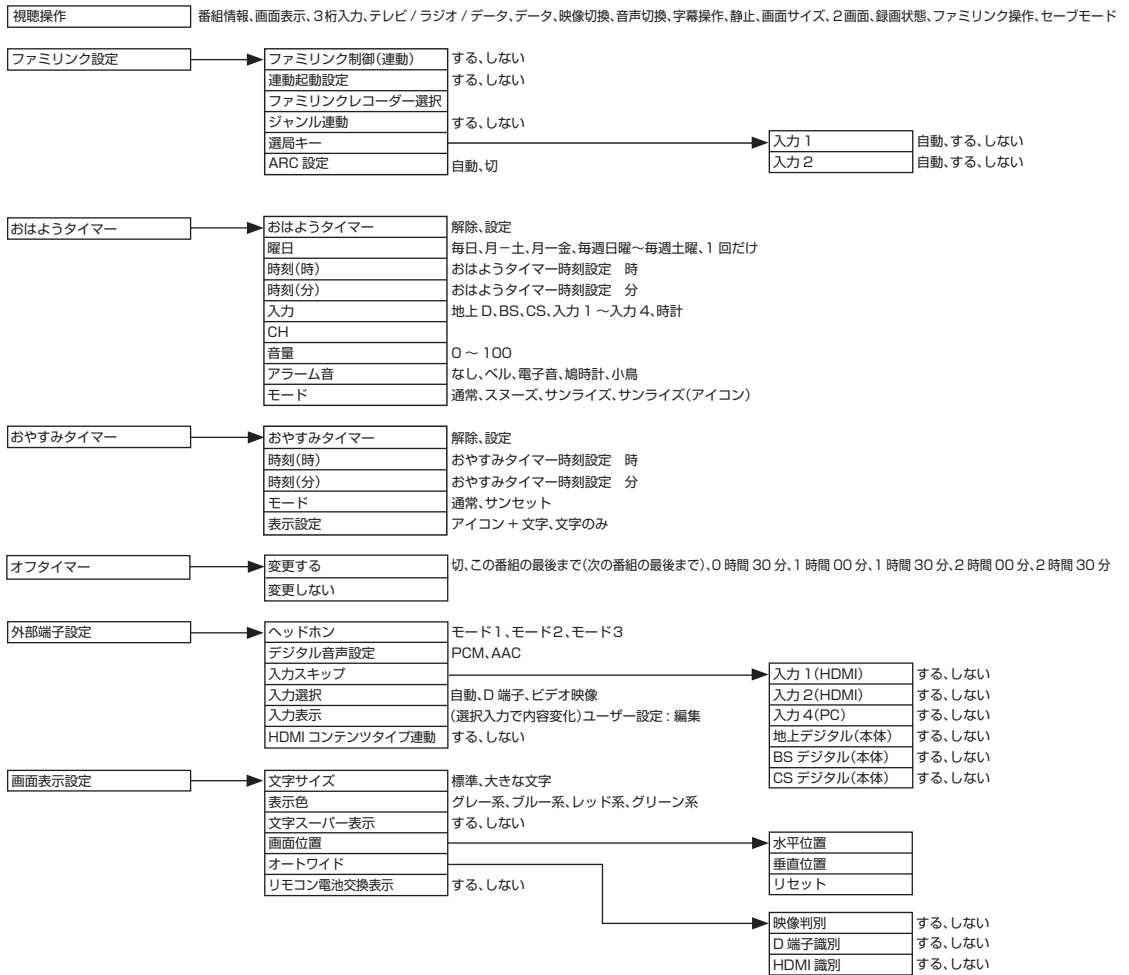 視聴操作 番組情報、画面表示、3桁入力、テレビ / ラジオ / データ、データ、映像切換、音声切換、字幕操作、静止、画面サイズ、2画面、録画状態、ファミリンク操作、セーブモード
ファミリンク設定 ファミリンク制御(連動) する、しない
連動起動設定 する、しない
ファミリンクレコーダー選択
ジャンル連動 する、しない
選局キー 入力 1 自動、する、しない
ARC 設定 自動、切 入力 2 自動、する、しない
おはようタイマー おはようタイマー 解除、設定
曜日 毎日、月-土、月-金、毎週日曜~毎週土曜、1 回だけ
時刻(時) おはようタイマー時刻設定 時
時刻(分) おはようタイマー時刻設定 分
入力 地上 D、BS、CS、入力 1 ~入力 4、時計
CH
音量 0 ~ 100
アラーム音 なし、ベル、電子音、鳩時計、小鳥
モード 通常、スヌーズ、サンライズ、サンライズ(アイコン)
おやすみタイマー おやすみタイマー 解除、設定
時刻(時) おやすみタイマー時刻設定 時
時刻(分) おやすみタイマー時刻設定 分
モード 通常、サンセット
表示設定 アイコン + 文字、文字のみ
オフタイマー 変更する 切、この番組の最後まで(次の番組の最後まで)、0 時間 30 分、1 時間 00 分、1 時間 30 分、2 時間 00 分、2 時間 30 分
変更しない
外部端子設定 ヘッドホン モード1、モード2、モード3
デジタル音声設定 PCM、AAC
入力スキップ 入力 1(HDMI) する、しない
入力選択 自動、D 端子、ビデオ映像 入力 2(HDMI) する、しない
入力表示 (選択入力で内容変化)ユーザー設定 : 編集 入力 4(PC) する、しない
HDMI コンテンツタイプ連動 する、しない 地上デジタル(本体) する、しない
BS デジタル(本体) する、しない
CS デジタル(本体) する、しない
画面表示設定 文字サイズ 標準、大きな文字
表示色 グレー系、ブルー系、レッド系、グリーン系
文字スーパー表示 する、しない
画面位置 水平位置
オートワイド 垂直位置
リモコン電池交換表示 する、しない リセット
映像判別 する、しない
D 端子識別 する、しない
HDMI 識別 する、しない